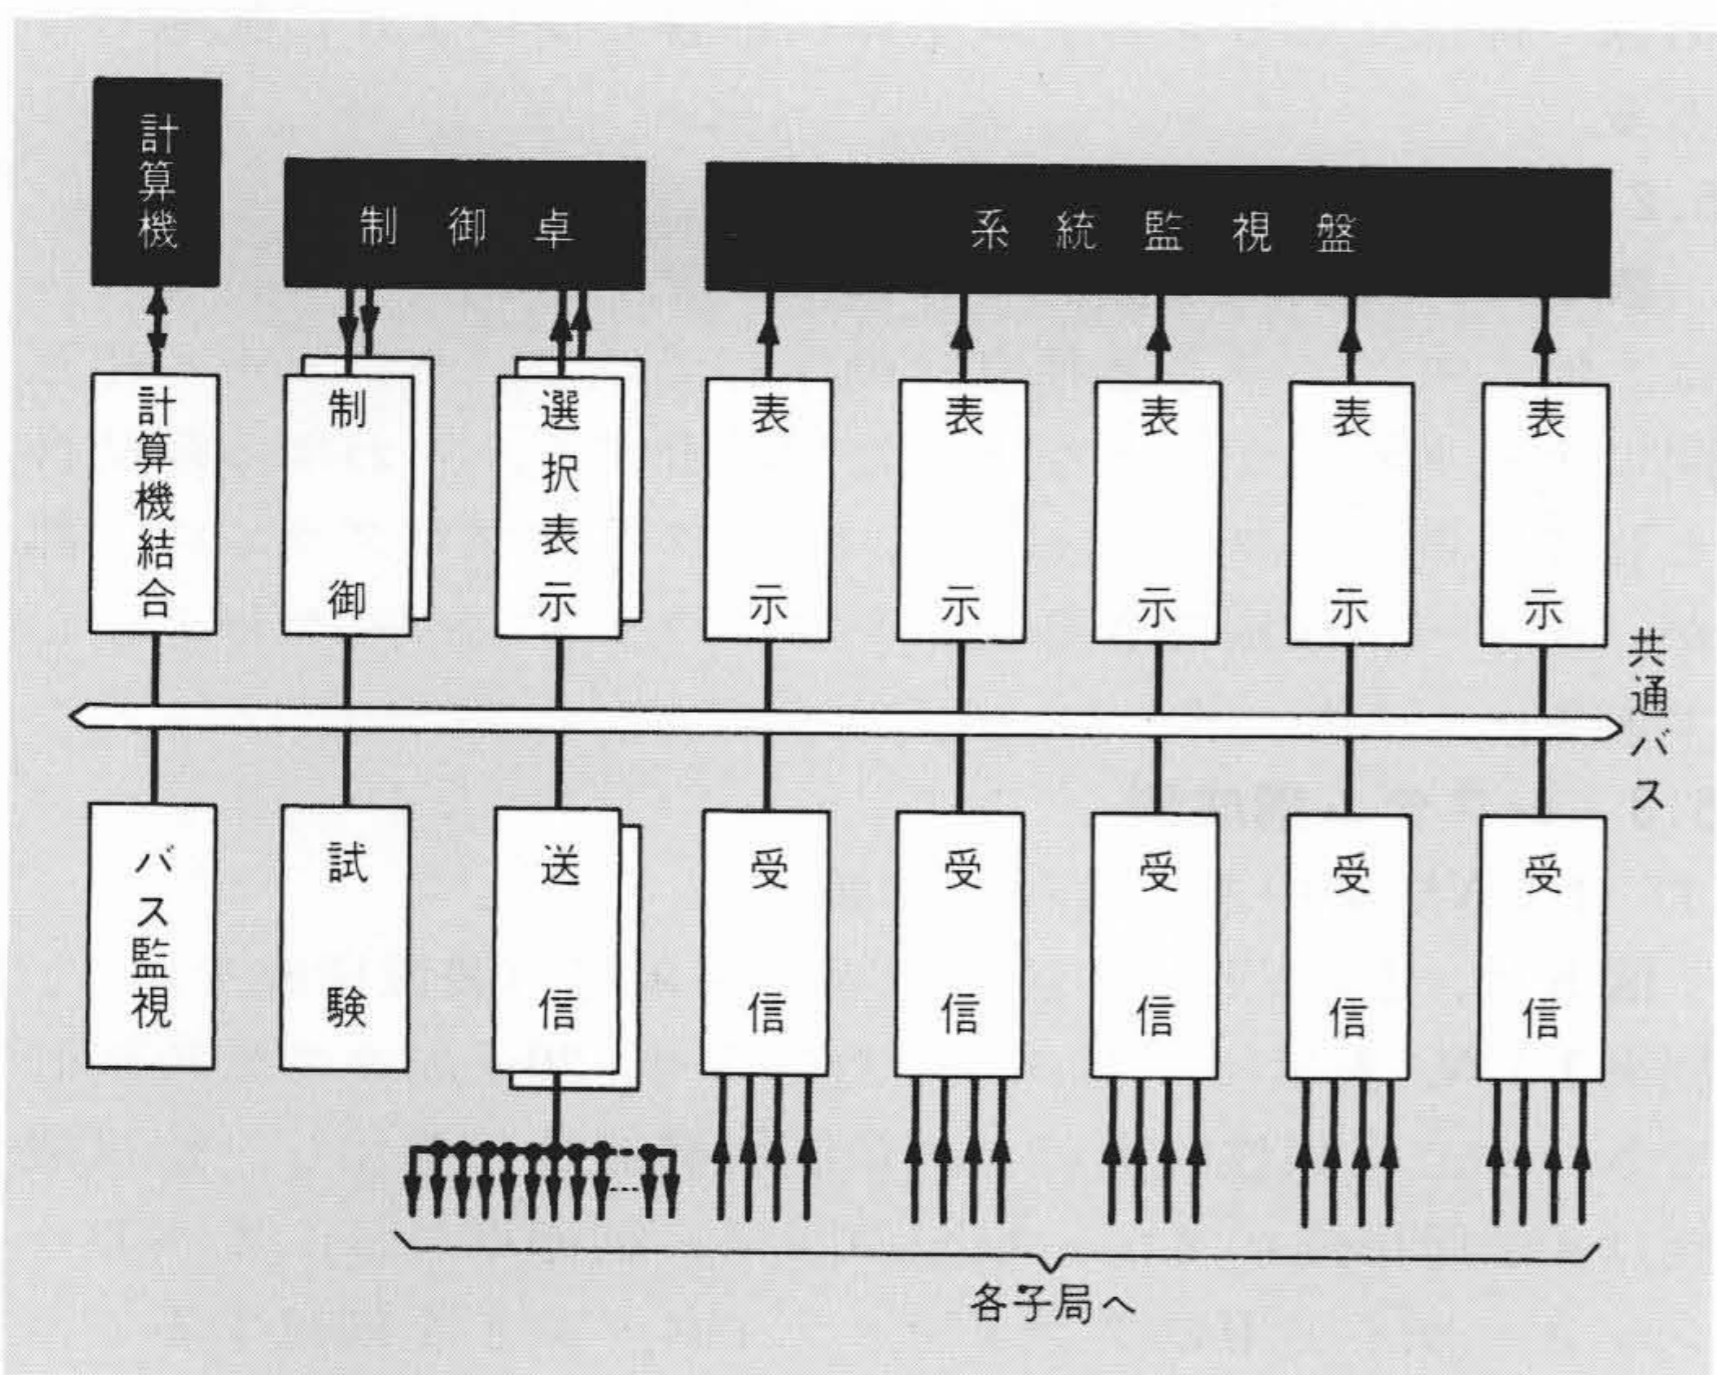 計算機
制御卓
系統監視盤
計算機結合
制御
選択表示
表示
表示
表示
表示
表示
共通バス
バス監視
試験
送信
受信
受信
受信
受信
受信
各子局へ